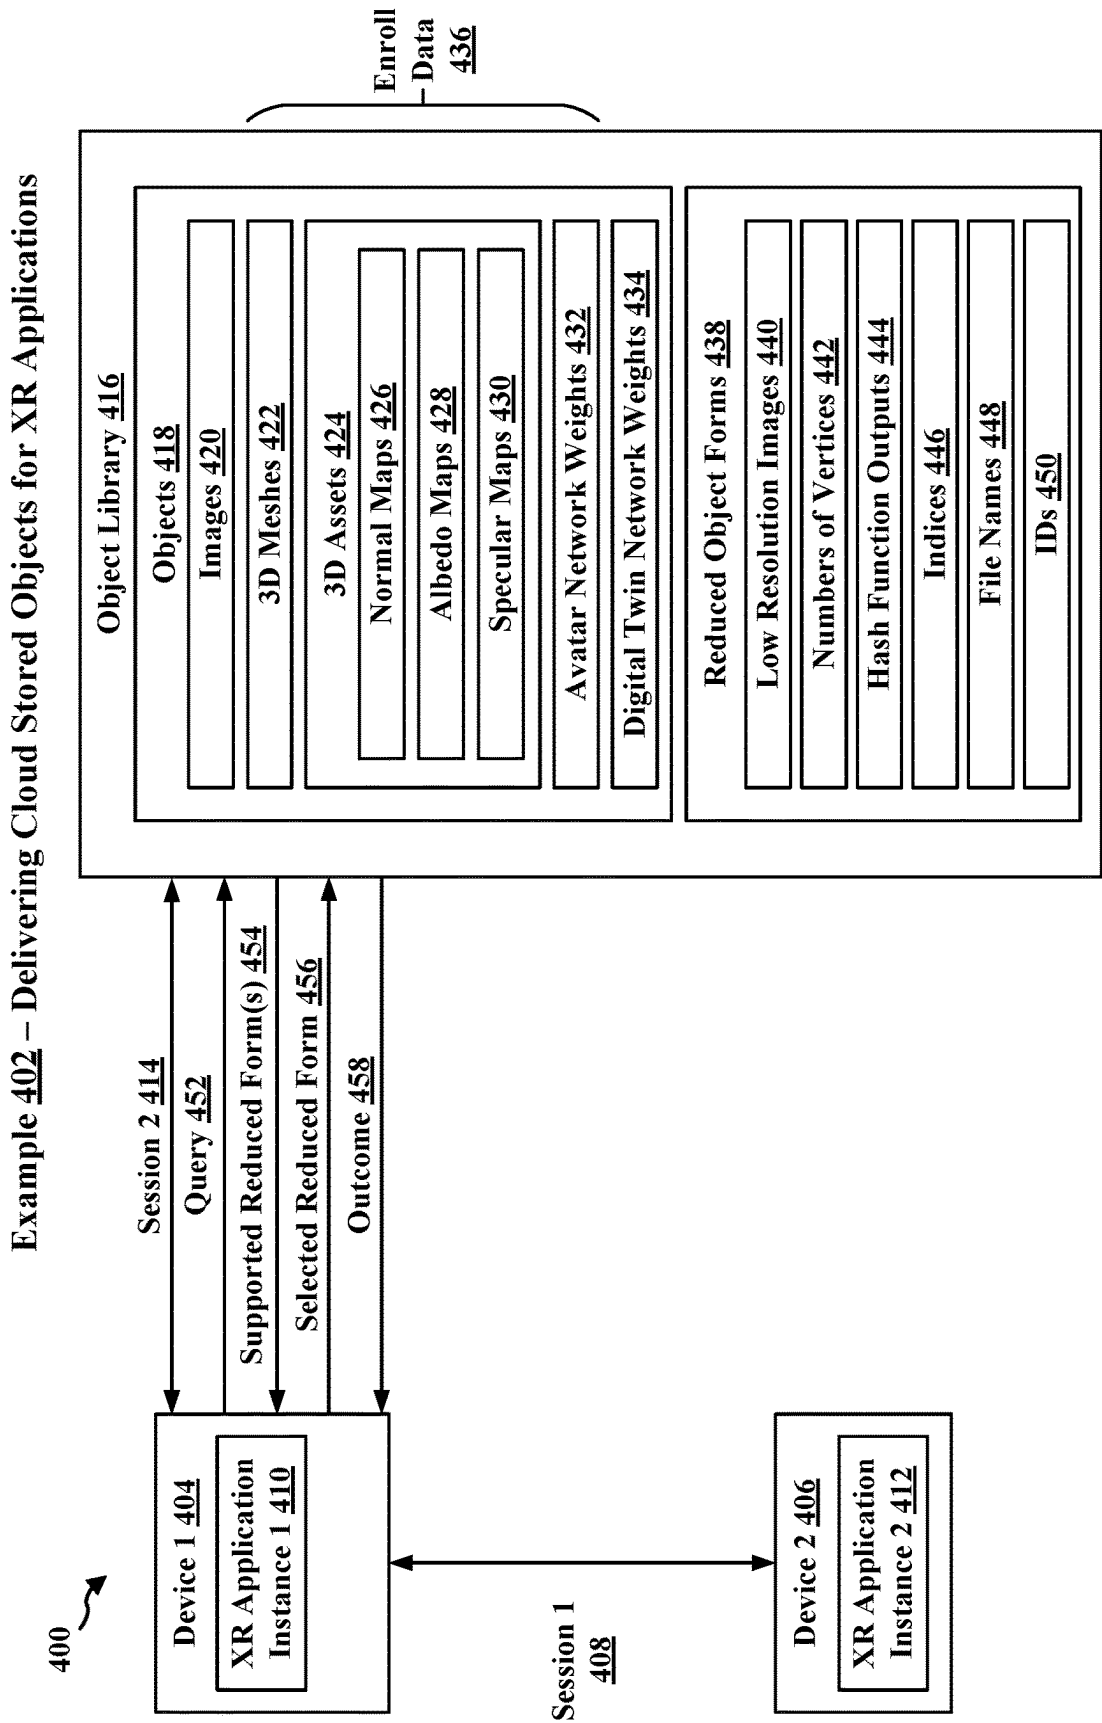 Example 402 – Delivering Cloud Stored Objects for XR Applications
400
Device 1 404
XR Application
Instance 1 410
Session 1
408
Device 2 406
XR Application
Instance 2 412
Session 2 414
Query 452
Supported Reduced Form(s) 454
Selected Reduced Form 456
Outcome 458
Object Library 416
Objects 418
Images 420
3D Meshes 422
3D Assets 424
Normal Maps 426
Albedo Maps 428
Specular Maps 430
Avatar Network Weights 432
Digital Twin Network Weights 434
Enroll
Data
436
Reduced Object Forms 438
Low Resolution Images 440
Numbers of Vertices 442
Hash Function Outputs 444
Indices 446
File Names 448
IDs 450